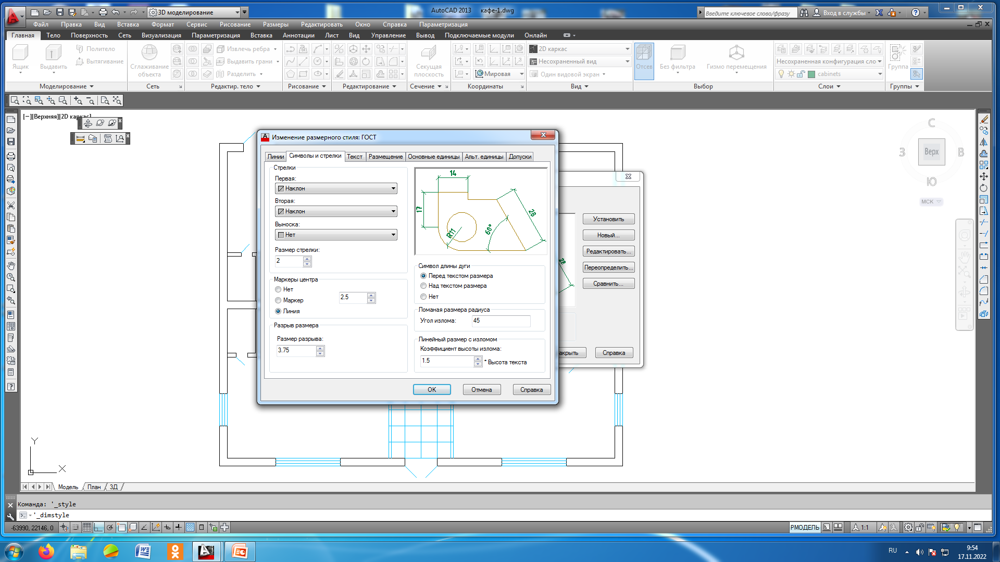 3D моделирование
AutoCAD 2013 кафе-1.dwg
Введите ключевое слово/фразу
Вход в службы
Файл Правка Вид Вставка Формат Сервис Рисование Размеры Редактировать Окно Справка Параметризация
Главная Тело Поверхность Сеть Визуализация Параметризация Вставка Аннотации Лист Вид Управление Вывод Подключаемые модули Онлайн
Ящик
Выдавить
Политело
Вытягивание
Моделирование
Сглаживание объекта
Сеть
Извлечь ребра
Выдавить грани
Разделить
Редактир. тело
Рисование
Редактирование
Секущая плоскость
Сечение
Мировая
Координаты
2D каркас
Несохраненный вид
Один видовой экран
Вид
Отсев
Без фильтра
Гизмо перемещения
Выбор
Несохраненная конфигурация сло
cabinets
Слои
Группа
Группы
[−][Верхняя][2D каркас]
С
З
Верх
В
Ю
МСК
Изменение размерного стиля: ГОСТ
Линии Символы и стрелки Текст Размещение Основные единицы Альт. единицы Допуски
Стрелки
Первая:
Наклон
Вторая:
Наклон
Выноска:
Нет
Размер стрелки:
2
Маркеры центра
Нет
Маркер
2.5
Линия
Разрыв размера
Размер разрыва:
3.75
14
17
28
R11
60°
Символ длины дуги
Перед текстом размера
Над текстом размера
Нет
Ломаная размера радиуса
Угол излома: 45
Линейный размер с изломом
Коэффициент высоты излома:
1.5 * Высота текста
OK Отмена Справка
28
Установить
Новый...
Редактировать...
Переопределить...
Сравнить...
акрыть Справка
Y
X
Модель План 3Д
Команда: '_style
'_dimstyle
-63990, 22146, 0
РМОДЕЛЬ 1:1
RU
9:54
17.11.2022